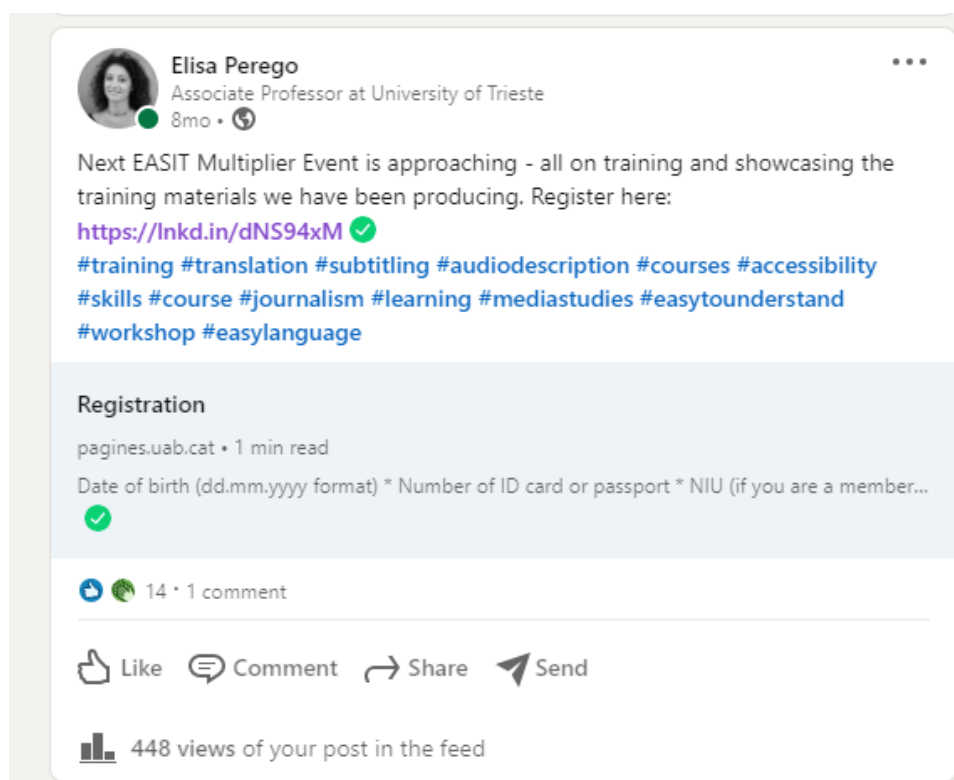 Elisa Perego
Associate Professor at University of Trieste
8mo •
Next EASIT Multiplier Event is approaching - all on training and showcasing the
training materials we have been producing. Register here:
https://lnkd.in/dNS94xM
#training #translation #subtitling #audiodescription #courses #accessibility
#skills #course #journalism #learning #mediastudies #easytounderstand
#workshop #easylanguage
Registration
pagines.uab.cat • 1 min read
Date of birth (dd.mm.yyyy format) * Number of ID card or passport * NIU (if you are a member...
14 · 1 comment
Like Comment Share Send
448 views of your post in the feed